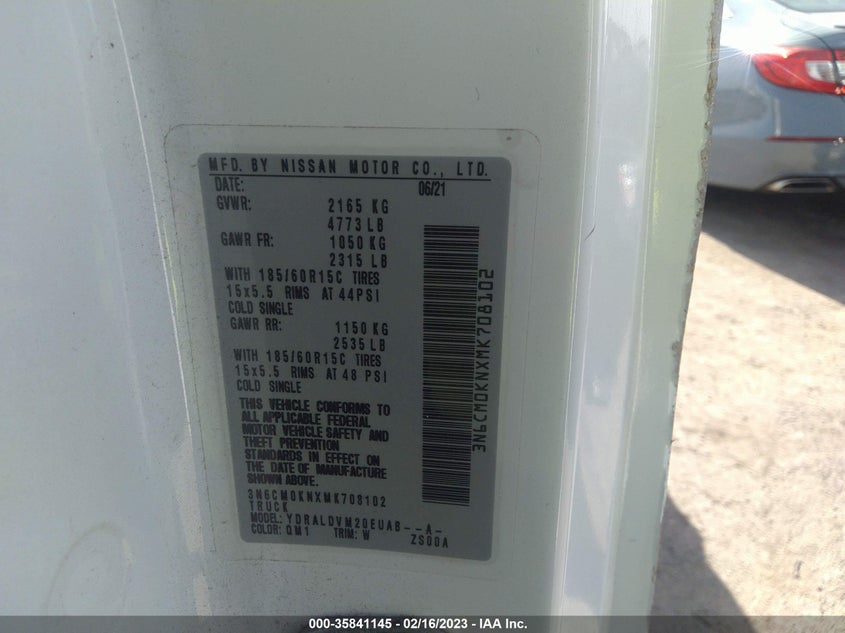 MFD. BY NISSAN MOTOR CO., LTD.
DATE: 06/21
GVWR: 2165 KG
4773 LB
GAWR FR: 1050 KG
2315 LB
WITH 185/60R15C TIRES
15x5.5 RIMS AT 44PSI
COLD SINGLE
GAWR RR: 1150 KG
2535 LB
WITH 185/60R15C TIRES
15x5.5 RIMS AT 48 PSI
COLD SINGLE
THIS VEHICLE CONFORMS TO
ALL APPLICABLE FEDERAL
MOTOR VEHICLE SAFETY AND
THEFT PREVENTION
STANDARDS IN EFFECT ON
THE DATE OF MANUFACTURE
SHOWN ABOVE.
3N6CM0KNXMK708102
TRUCK
MODEL: YDRALDVM20EUAB--A-
COLOR: QM1 TRIM: W ZS00A
3N6CM0KNXMK708102
000-35841145 - 02/16/2023 - IAA Inc.